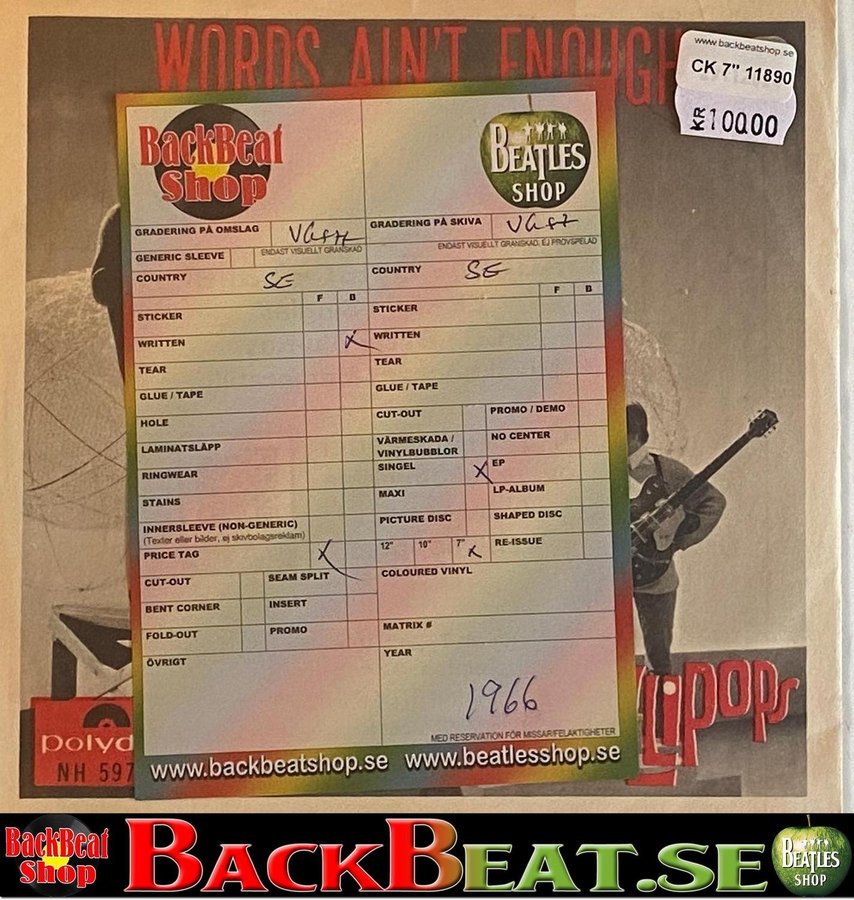 WORDS AIN'T ENOUGH
www.backbeatshop.se
CK 7" 11890
KR 100.00
BackBeat
Shop
BEATLES
SHOP
GRADERING PÅ OMSLAG
GRADERING PÅ SKIVA
ENDAST VISUELLT GRANSKAD
ENDAST VISUELLT GRANSKAD, EJ PROVSPELAD
GENERIC SLEEVE
COUNTRY SE
COUNTRY SE
F B
F B
STICKER
STICKER
WRITTEN X
WRITTEN
TEAR
TEAR
GLUE / TAPE
GLUE / TAPE
HOLE
CUT-OUT
PROMO / DEMO
LAMINATSLÄPP
VÄRMESKADA /
VINYLBUBBLOR
NO CENTER
RINGWEAR
SINGEL X
EP
STAINS
MAXI
LP-ALBUM
INNERSLEEVE (NON-GENERIC)
(Texter eller bilder, ej skivbolagsreklam)
PICTURE DISC
SHAPED DISC
PRICE TAG X
12" 10" 7" X
RE-ISSUE
CUT-OUT
SEAM SPLIT
COLOURED VINYL
BENT CORNER
INSERT
FOLD-OUT
PROMO
MATRIX #
ÖVRIGT
YEAR
1966
MED RESERVATION FÖR MISSAR/FELAKTIGHETER
www.backbeatshop.se www.beatlesshop.se
polyd
NH 597
LLiPOPS
BackBeat
Shop
BACKBEAT.SE
BEATLES
SHOP